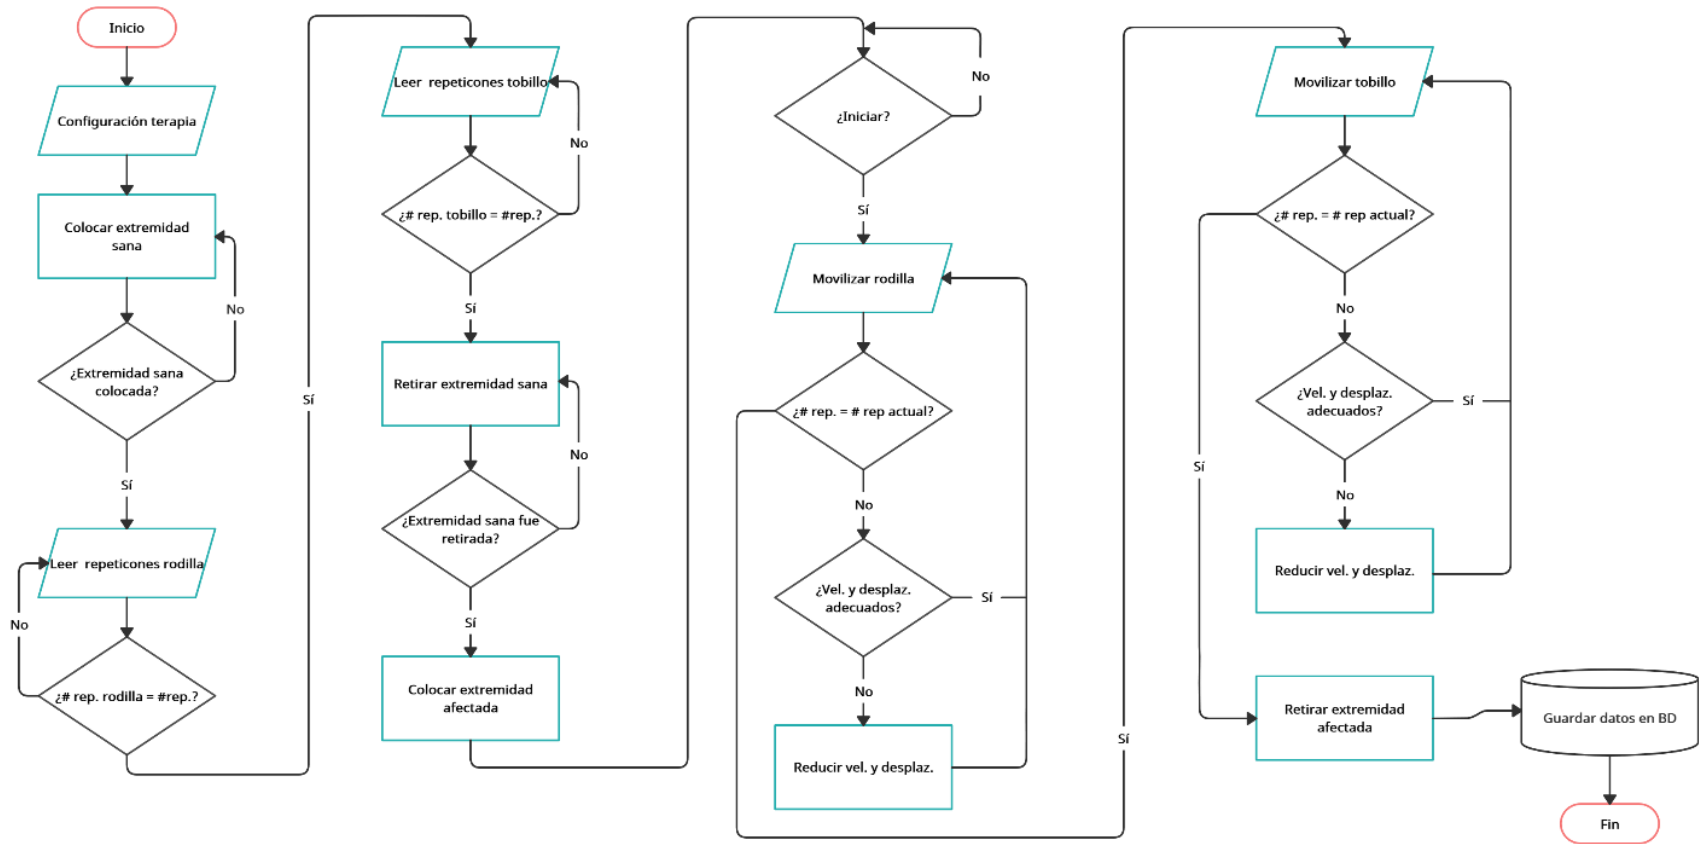 Inicio
Configuración terapia
Colocar extremidad
sana
No
¿Extremidad sana
colocada?
Sí
Leer  repeticones rodilla
No
¿# rep. rodilla = #rep.?
Sí
Leer  repeticones tobillo
No
¿# rep. tobillo = #rep.?
Sí
Retirar extremidad sana
No
¿Extremidad sana fue
retirada?
Sí
Colocar extremidad
afectada
¿Iniciar?
No
Sí
Movilizar rodilla
¿# rep. = # rep actual?
No
¿Vel. y desplaz.
adecuados?
Sí
No
Reducir vel. y desplaz.
Sí
Movilizar tobillo
¿# rep. = # rep actual?
No
¿Vel. y desplaz.
adecuados?
Sí
No
Reducir vel. y desplaz.
Sí
Retirar extremidad
afectada
Guardar datos en BD
Fin